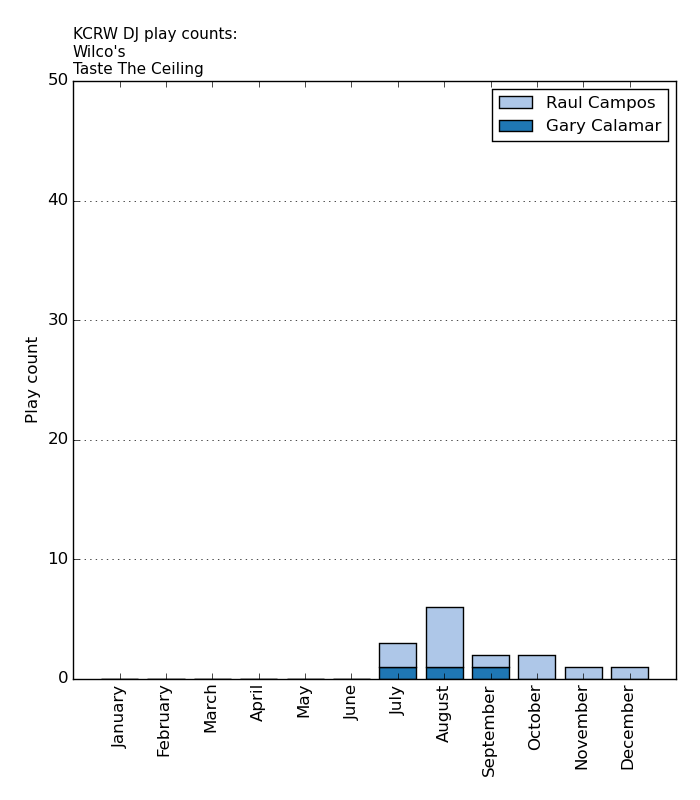 KCRW DJ play counts:
Wilco's
Taste The Ceiling
Raul Campos
Gary Calamar
50
40
30
20
10
0
Play count
January
February
March
April
May
June
July
August
September
October
November
December